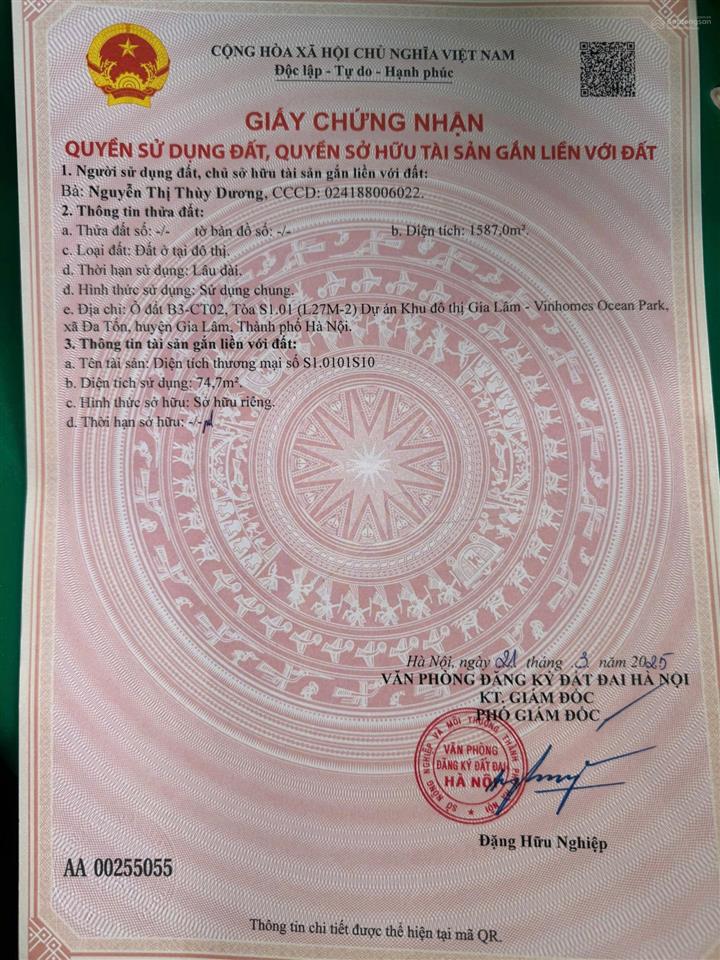 CỘNG HÒA XÃ HỘI CHỦ NGHĨA VIỆT NAM
Độc lập - Tự do - Hạnh phúc
GIẤY CHỨNG NHẬN
QUYỀN SỬ DỤNG ĐẤT, QUYỀN SỞ HỮU TÀI SẢN GẮN LIỀN VỚI ĐẤT
1. Người sử dụng đất, chủ sở hữu tài sản gắn liền với đất:
Bà: Nguyễn Thị Thùy Dương, CCCD: 024188006022.
2. Thông tin thửa đất:
a. Thửa đất số: -/- tờ bản đồ số: -/- b. Diện tích: 1587,0m².
c. Loại đất: Đất ở tại đô thị.
d. Thời hạn sử dụng: Lâu dài.
đ. Hình thức sử dụng: Sử dụng chung.
e. Địa chỉ: Ô đất B3-CT02, Tòa S1.01 (L27M-2) Dự án Khu đô thị Gia Lâm - Vinhomes Ocean Park,
xã Đa Tốn, huyện Gia Lâm, Thành phố Hà Nội.
3. Thông tin tài sản gắn liền với đất:
a. Tên tài sản: Diện tích thương mại số S1.0101S10
b. Diện tích sử dụng: 74,7m².
c. Hình thức sở hữu: Sở hữu riêng.
d. Thời hạn sở hữu: -/-
Hà Nội, ngày 21 tháng 3 năm 2025
VĂN PHÒNG ĐĂNG KÝ ĐẤT ĐAI HÀ NỘI
KT. GIÁM ĐỐC
PHÓ GIÁM ĐỐC
SỞ NÔNG NGHIỆP VÀ MÔI TRƯỜNG THÀNH PHỐ HÀ NỘI
VĂN PHÒNG
ĐĂNG KÝ ĐẤT ĐAI
HÀ NỘI
Đặng Hữu Nghiệp
AA 00255055
Thông tin chi tiết được thể hiện tại mã QR.